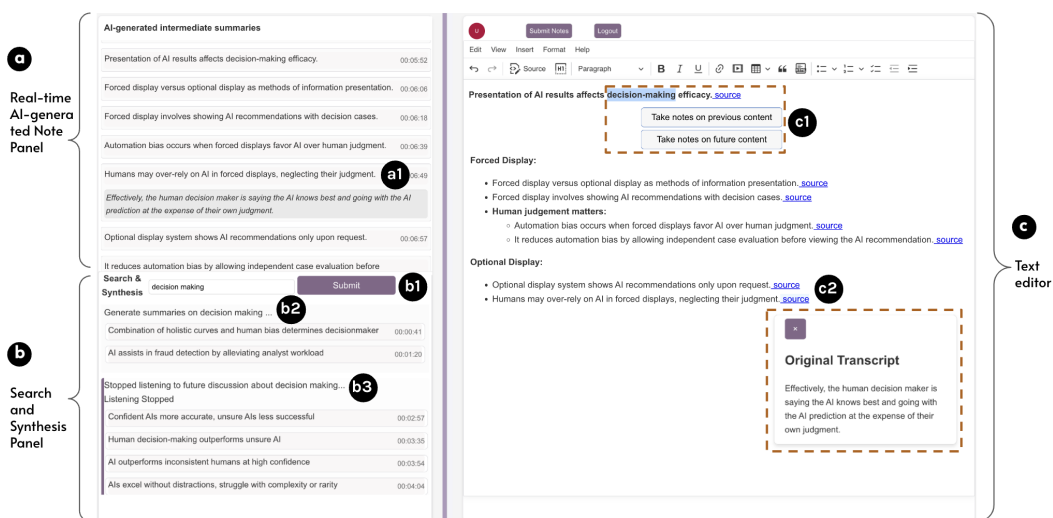 a
Real-time
AI-genera
ted Note
Panel
AI-generated intermediate summaries
Presentation of AI results affects decision-making efficacy. 00:05:52
Forced display versus optional display as methods of information presentation. 00:06:06
Forced display involves showing AI recommendations with decision cases. 00:06:18
Automation bias occurs when forced displays favor AI over human judgment. 00:06:39
Humans may over-rely on AI in forced displays, neglecting their judgment. a1 06:49
Effectively, the human decision maker is saying the AI knows best and going with the AI
prediction at the expense of their own judgment.
Optional display system shows AI recommendations only upon request. 00:06:57
It reduces automation bias by allowing independent case evaluation before
b
Search
and
Synthesis
Panel
Search &
Synthesis
decision making
Submit
b1
Generate summaries on decision making ... b2
Combination of holistic curves and human bias determines decisionmaker 00:00:41
AI assists in fraud detection by alleviating analyst workload 00:01:20
Stopped listening to future discussion about decision making... b3
Listening Stopped
Confident AIs more accurate, unsure AIs less successful 00:02:57
Human decision-making outperforms unsure AI 00:03:35
AI outperforms inconsistent humans at high confidence 00:03:54
AIs excel without distractions, struggle with complexity or rarity 00:04:04
U Submit Notes Logout
Edit View Insert Format Help
Source H1 Paragraph B I U
Presentation of AI results affects decision-making efficacy. source
Take notes on previous content
Take notes on future content
c1
Forced Display:
• Forced display versus optional display as methods of information presentation. source
• Forced display involves showing AI recommendations with decision cases. source
• Human judgement matters:
○ Automation bias occurs when forced displays favor AI over human judgment. source
○ It reduces automation bias by allowing independent case evaluation before viewing the AI recommendation. source
Optional Display:
• Optional display system shows AI recommendations only upon request. source
• Humans may over-rely on AI in forced displays, neglecting their judgment. source
c2
×
Original Transcript
Effectively, the human decision maker is
saying the AI knows best and going with
the AI prediction at the expense of their
own judgment.
c
Text
editor